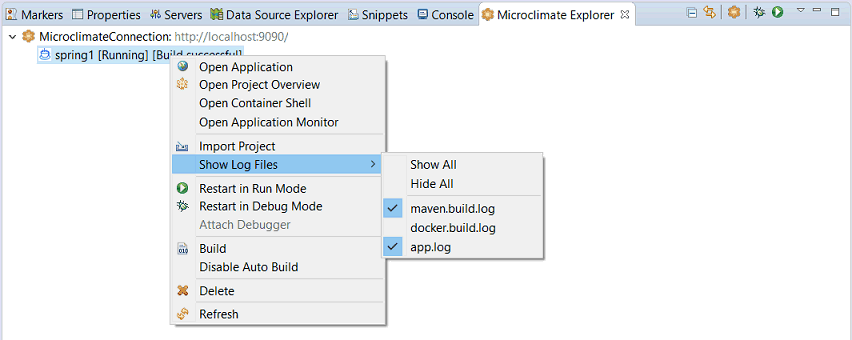 Markers Properties Servers Data Source Explorer Snippets Console Microclimate Explorer
MicroclimateConnection: http://localhost:9090/
spring1 [Running] [Build successful]
Open Application
Open Project Overview
Open Container Shell
Open Application Monitor
Import Project
Show Log Files
Show All
Hide All
maven.build.log
docker.build.log
app.log
Restart in Run Mode
Restart in Debug Mode
Attach Debugger
010
Build
Disable Auto Build
Delete
Refresh